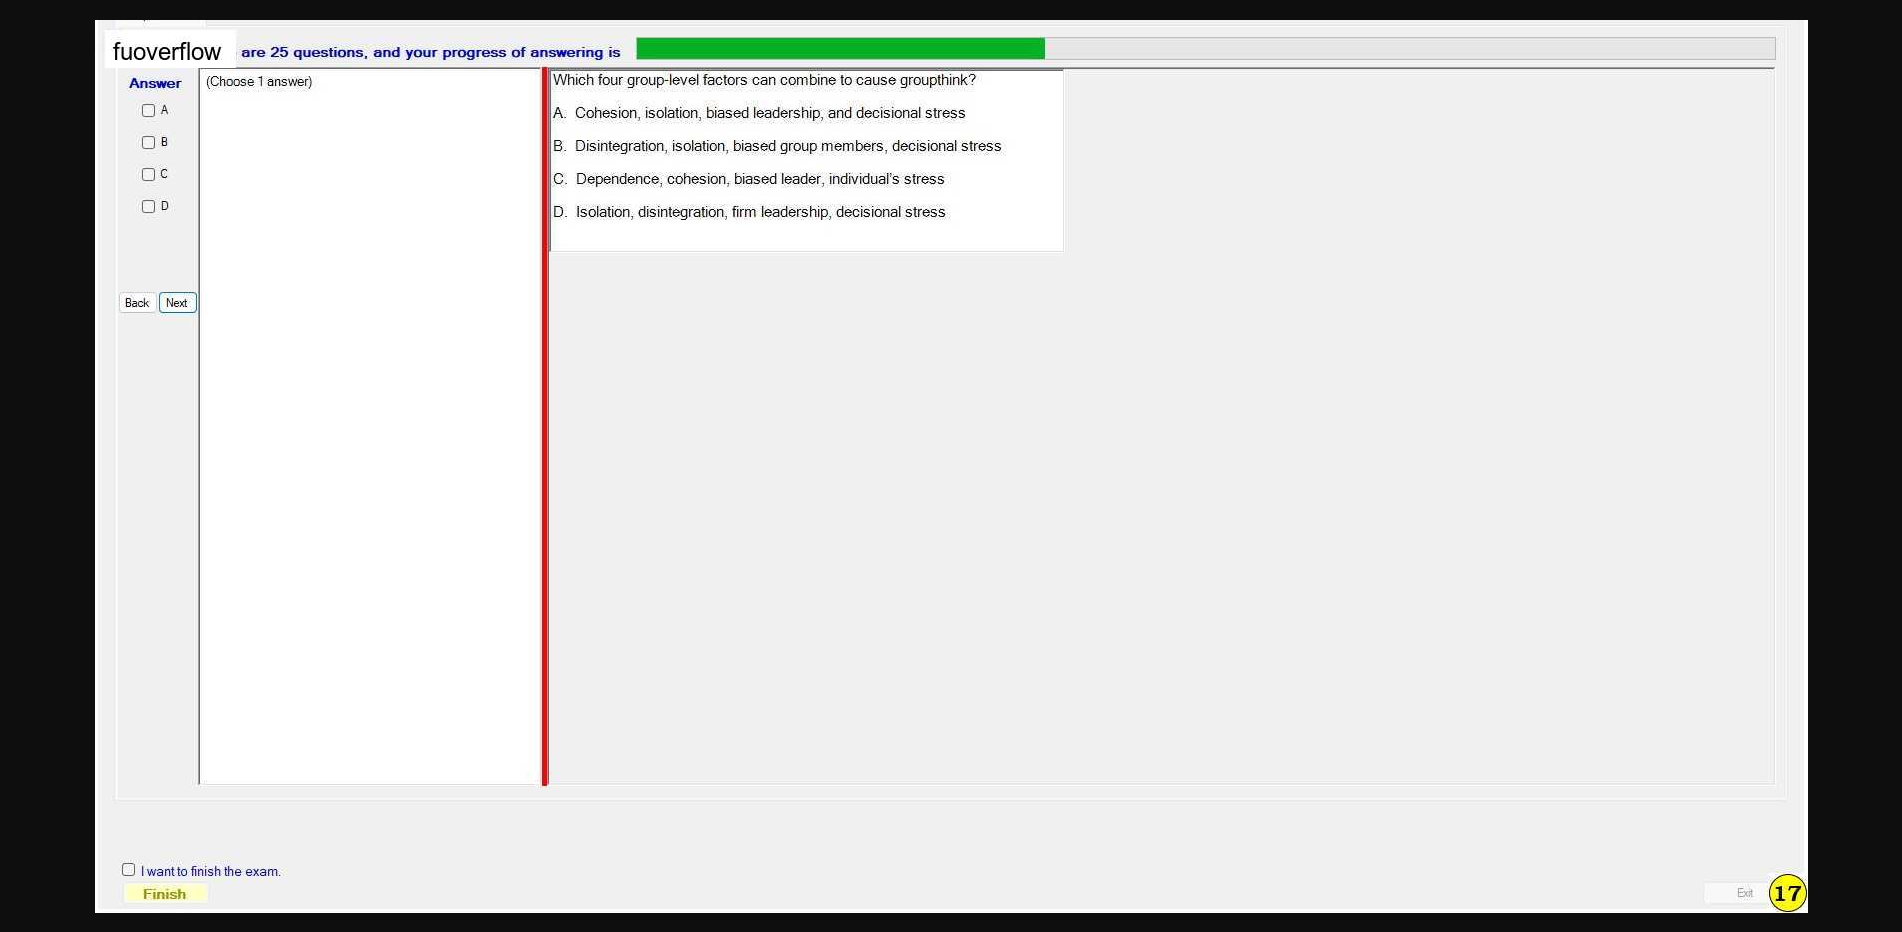 fuoverflow are 25 questions, and your progress of answering is
Answer
(Choose 1 answer)
A
B
C
D
Back Next
Which four group-level factors can combine to cause groupthink?
A. Cohesion, isolation, biased leadership, and decisional stress
B. Disintegration, isolation, biased group members, decisional stress
C. Dependence, cohesion, biased leader, individual's stress
D. Isolation, disintegration, firm leadership, decisional stress
I want to finish the exam.
Finish
Exit
17